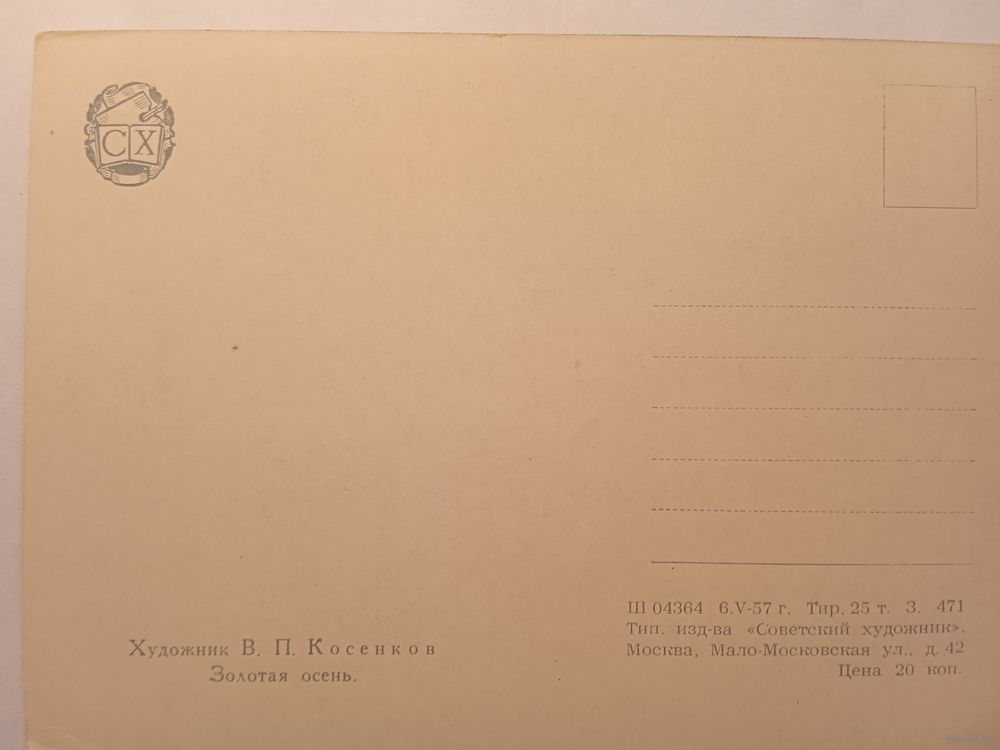 СХ
Художник В. П. Косенков
Золотая осень.
Ш 04364 6.V-57 г. Тир. 25 т. З. 471
Тип. изд-ва «Советский художник».
Москва, Мало-Московская ул., д. 42
Цена 20 коп.